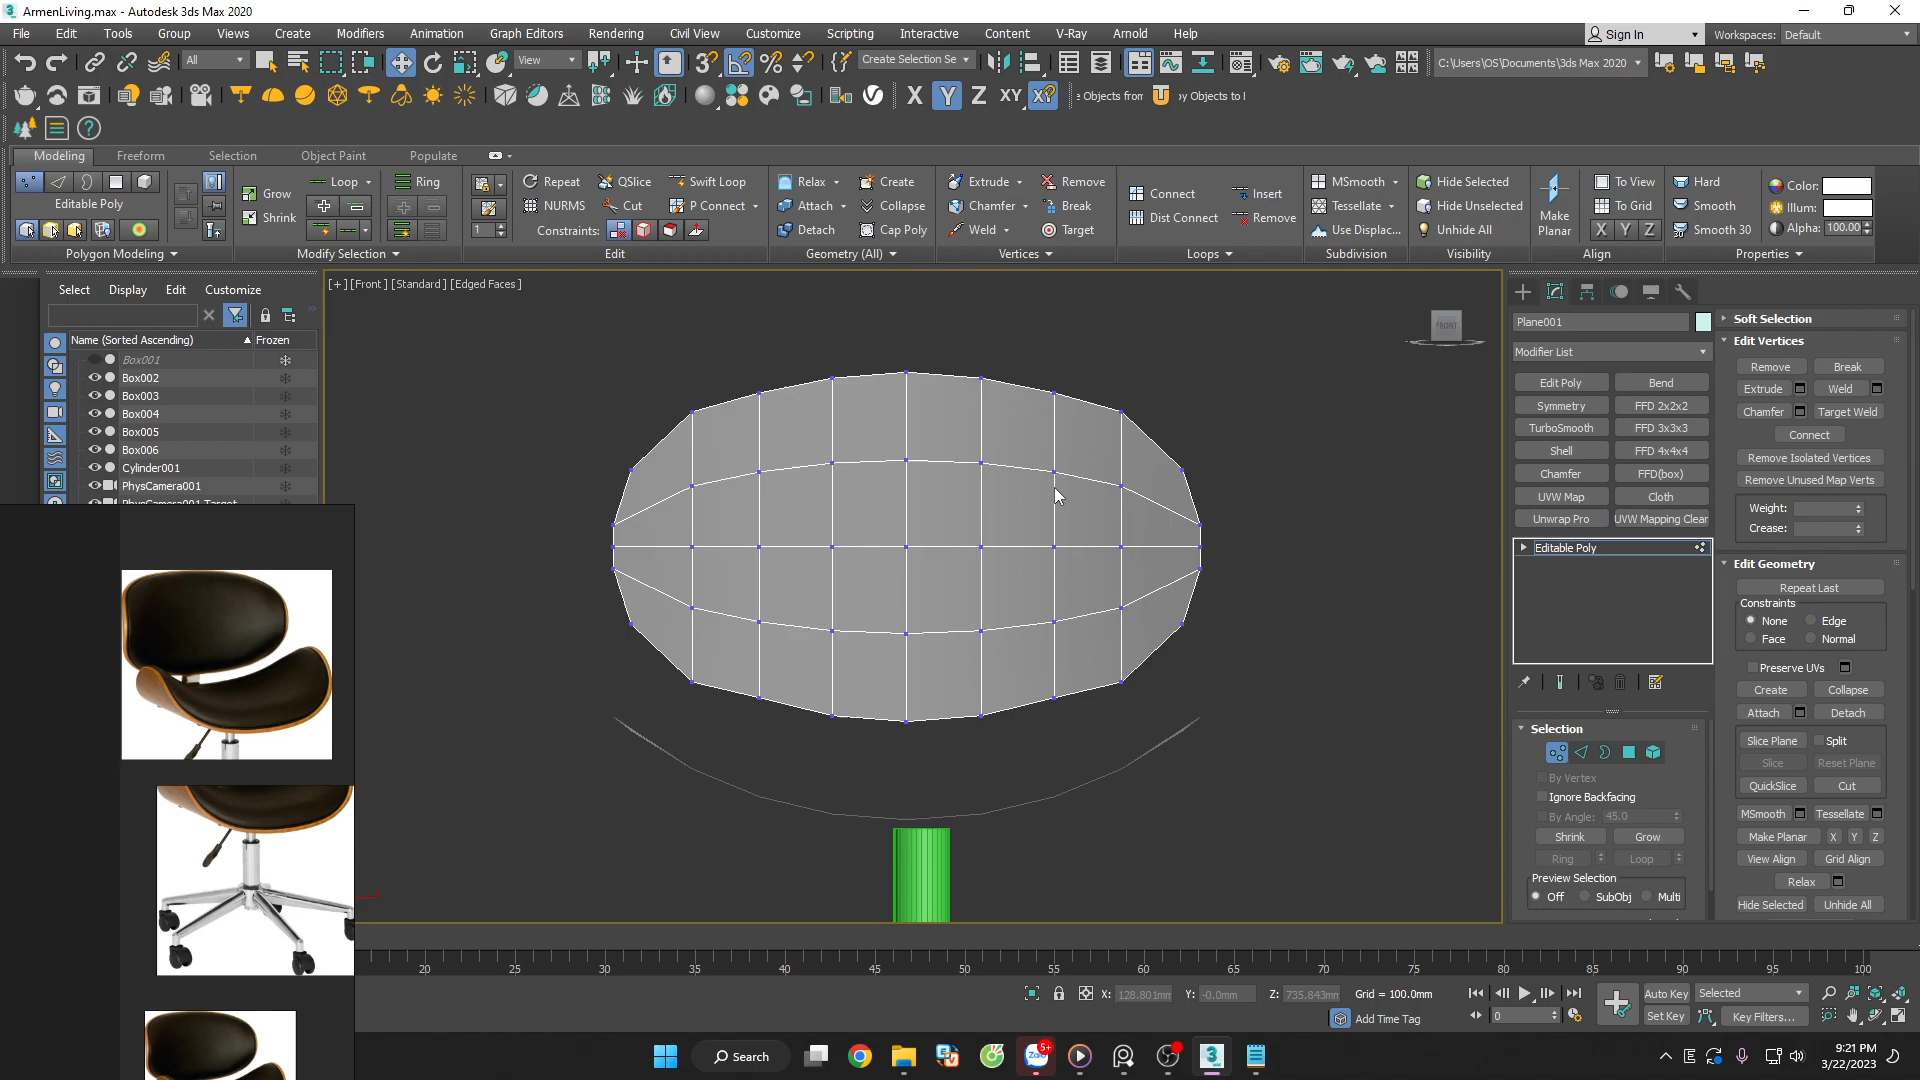 ArmenLiving.max - Autodesk 3ds Max 2020
File Edit Tools Group Views Create Modifiers Animation Graph Editors Rendering Civil View Customize Scripting Interactive Content V-Ray Arnold Help Sign In Workspaces: Default
All View Create Selection Se C:\Users\OS\Documents\3ds Max 2020
X Y Z XY e Objects from by Objects to l
Modeling Freeform Selection Object Paint Populate
Loop Ring Repeat QSlice Swift Loop Relax Create Extrude Remove MSmooth Hide Selected To View Hard Color:
Editable Poly Grow NURMS Cut P Connect Attach Collapse Chamfer Break Connect Insert Tessellate Hide Unselected Make Planar To Grid Smooth Illum:
Shrink 1 Constraints: Detach Cap Poly Weld Target Dist Connect Remove Use Displac... Unhide All X Y Z Smooth 30 Alpha: 100.00
Polygon Modeling Modify Selection Edit Geometry (All) Vertices Loops Subdivision Visibility Align Properties
Select Display Edit Customize
Name (Sorted Ascending) Frozen
Box001
Box002
Box003
Box004
Box005
Box006
Cylinder001
PhysCamera001
PhysCamera001.Target
[+] [Front] [Standard] [Edged Faces]
FRONT
Plane001
Modifier List
Edit Poly Bend
Symmetry FFD 2x2x2
TurboSmooth FFD 3x3x3
Shell FFD 4x4x4
Chamfer FFD(box)
UVW Map Cloth
Unwrap Pro UVW Mapping Clear
Editable Poly
Selection
By Vertex
Ignore Backfacing
By Angle: 45.0
Shrink Grow
Ring Loop
Preview Selection
Off SubObj Multi
Soft Selection
Edit Vertices
Remove Break
Extrude Weld
Chamfer Target Weld
Connect
Remove Isolated Vertices
Remove Unused Map Verts
Weight:
Crease:
Edit Geometry
Repeat Last
Constraints
None Edge
Face Normal
Preserve UVs
Create Collapse
Attach Detach
Slice Plane Split
Slice Reset Plane
QuickSlice Cut
MSmooth Tessellate
Make Planar X Y Z
View Align Grid Align
Relax
Hide Selected Unhide All
20 25 30 35 40 45 50 55 60 65 70 75 80 85 90 95 100
X: 128.801mm Y: -0.0mm Z: 735.843mm Grid = 100.0mm Auto Key Selected
Add Time Tag 0 Set Key Key Filters...
Search Zalo 5+ 9:21 PM
3/22/2023